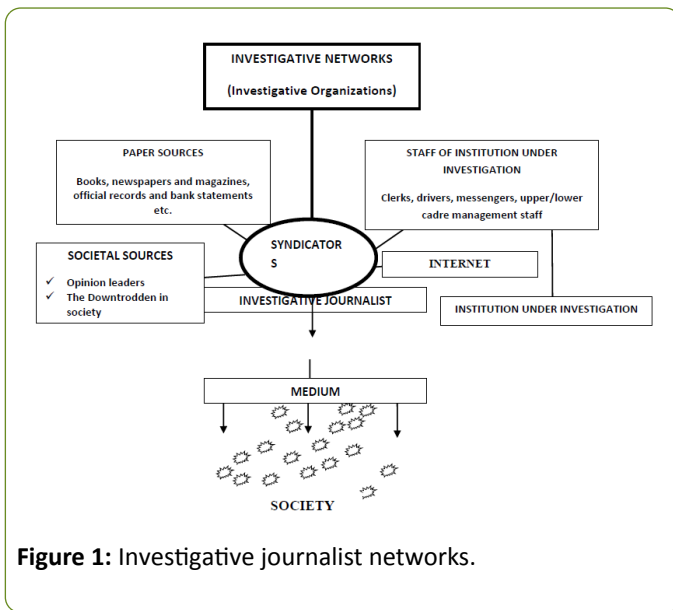 INVESTIGATIVE NETWORKS
(Investigative Organizations)
PAPER SOURCES
Books, newspapers and magazines,
official records and bank statements
etc.
STAFF OF INSTITUTION UNDER
INVESTIGATION
Clerks, drivers, messengers, upper/lower
cadre management staff
SYNDICATOR
S
SOCIETAL SOURCES
✓ Opinion leaders
✓ The Downtrodden in
society
INTERNET
INVESTIGATIVE JOURNALIST
INSTITUTION UNDER INVESTIGATION
MEDIUM
SOCIETY
Figure 1: Investigative journalist networks.